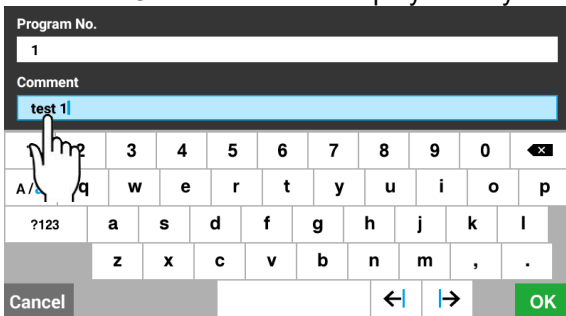 Program No.
1
Comment
test 1
2 3 4 5 6 7 8 9 0
A/ q w e r t y u i o p
?123 a s d f g h j k l
z x c v b n m , .
Cancel OK